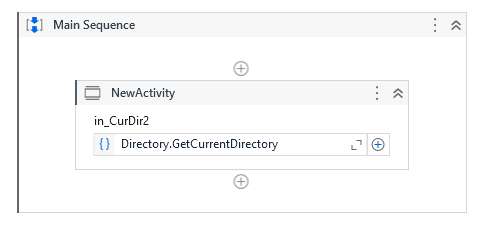 Main Sequence
NewActivity
in_CurDir2
{} Directory.GetCurrentDirectory